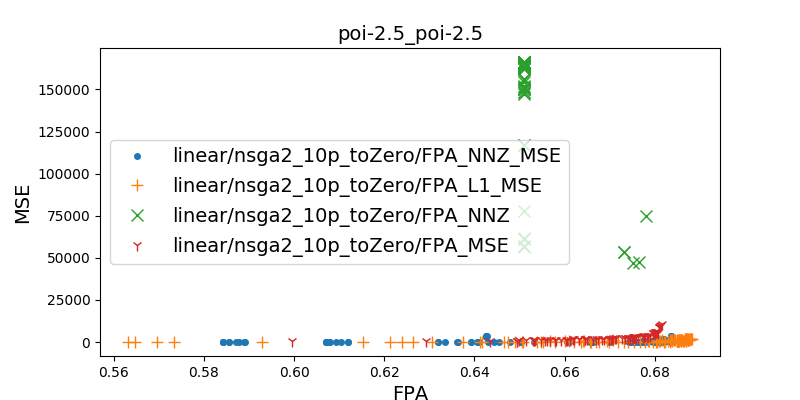 poi-2.5_poi-2.5
MSE
150000
125000
100000
75000
50000
25000
0
linear/nsga2_10p_toZero/FPA_NNZ_MSE
linear/nsga2_10p_toZero/FPA_L1_MSE
linear/nsga2_10p_toZero/FPA_NNZ
linear/nsga2_10p_toZero/FPA_MSE
0.56 0.58 0.60 0.62 0.64 0.66 0.68
FPA